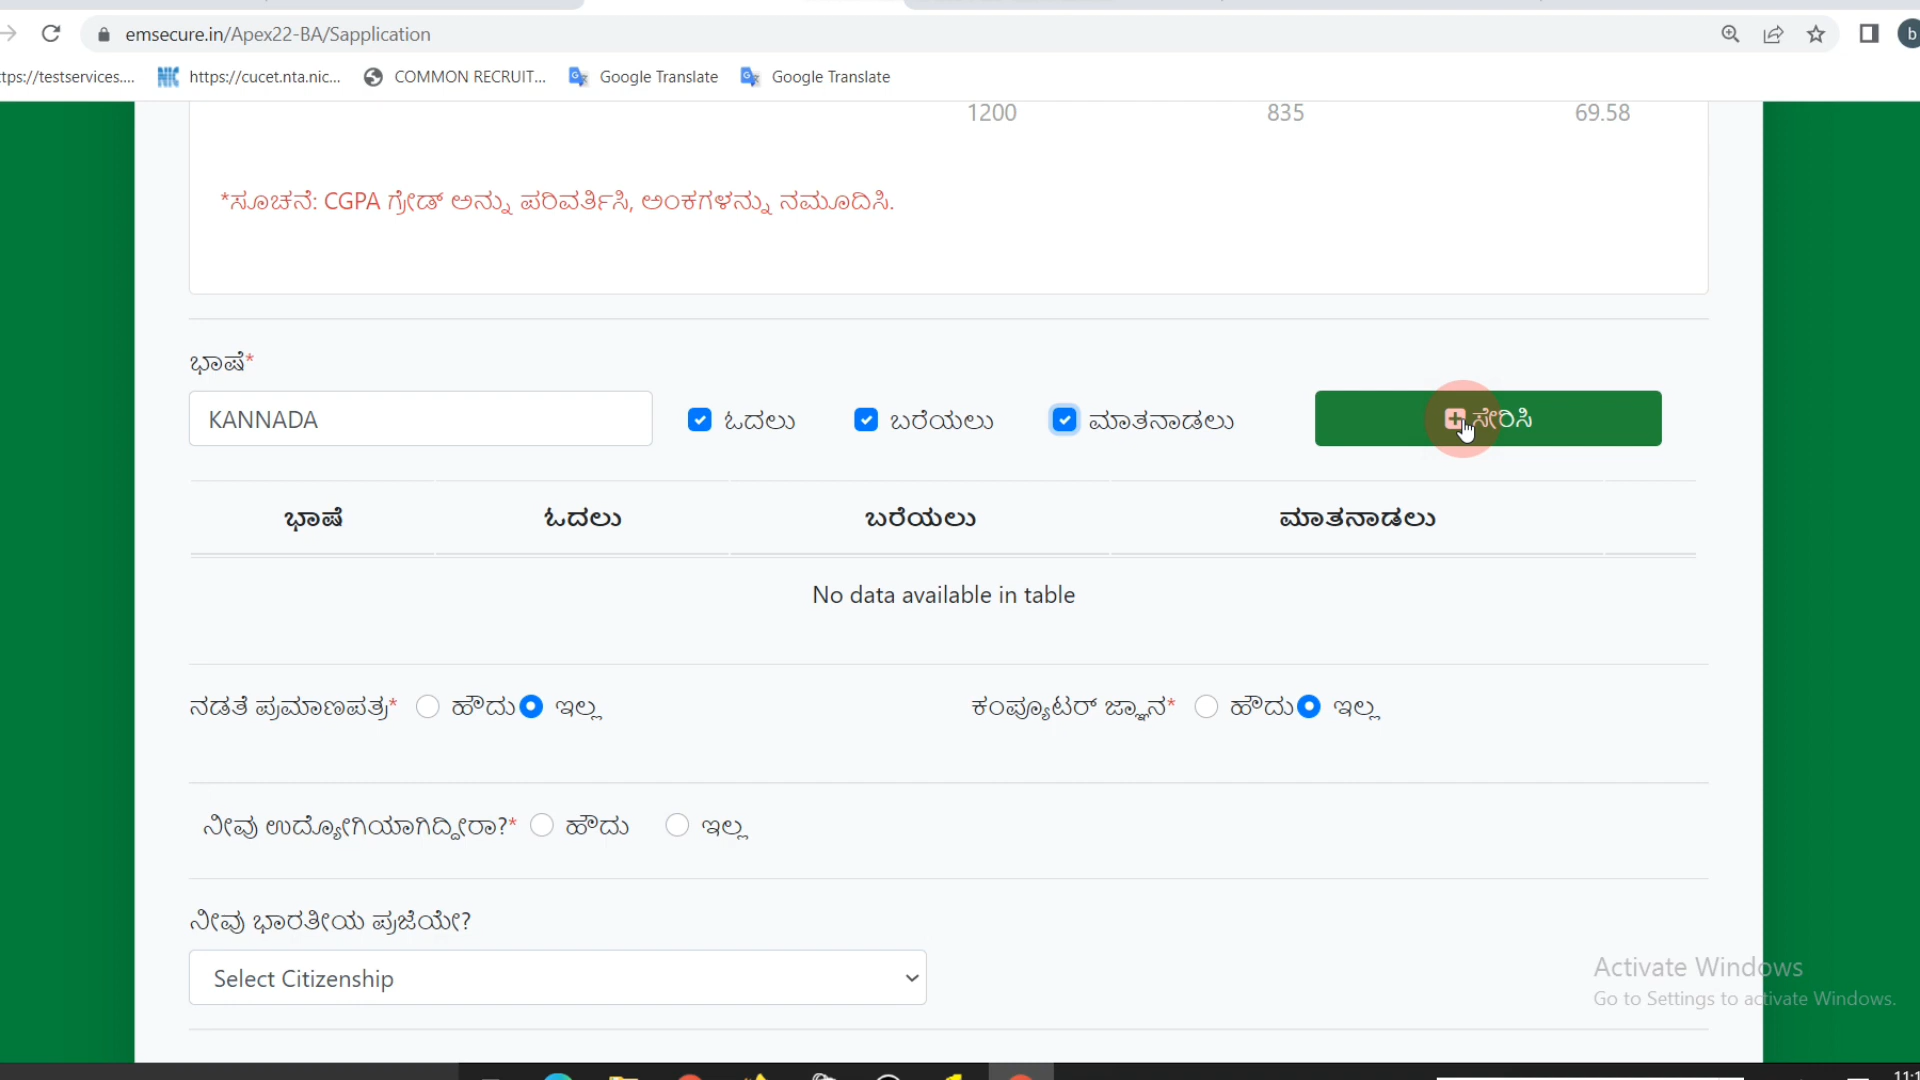 emsecure.in/Apex22-BA/Sapplication
tps://testservices.... https://cucet.nta.nic... COMMON RECRUIT... Google Translate Google Translate
1200 835 69.58
*ಸೂಚನೆ: CGPA ಗ್ರೇಡ್ ಅನ್ನು ಪರಿವರ್ತಿಸಿ, ಅಂಕಗಳನ್ನು ನಮೂದಿಸಿ.
ಭಾಷೆ*
KANNADA ಓದಲು ಬರೆಯಲು ಮಾತನಾಡಲು ಸೇರಿಸಿ
ಭಾಷೆ ಓದಲು ಬರೆಯಲು ಮಾತನಾಡಲು
No data available in table
ನಡತೆ ಪ್ರಮಾಣಪತ್ರ* ಹೌದು ಇಲ್ಲ ಕಂಪ್ಯೂಟರ್ ಜ್ಞಾನ* ಹೌದು ಇಲ್ಲ
ನೀವು ಉದ್ಯೋಗಿಯಾಗಿದ್ದೀರಾ?* ಹೌದು ಇಲ್ಲ
ನೀವು ಭಾರತೀಯ ಪ್ರಜೆಯೇ?
Select Citizenship
Activate Windows
Go to Settings to activate Windows.